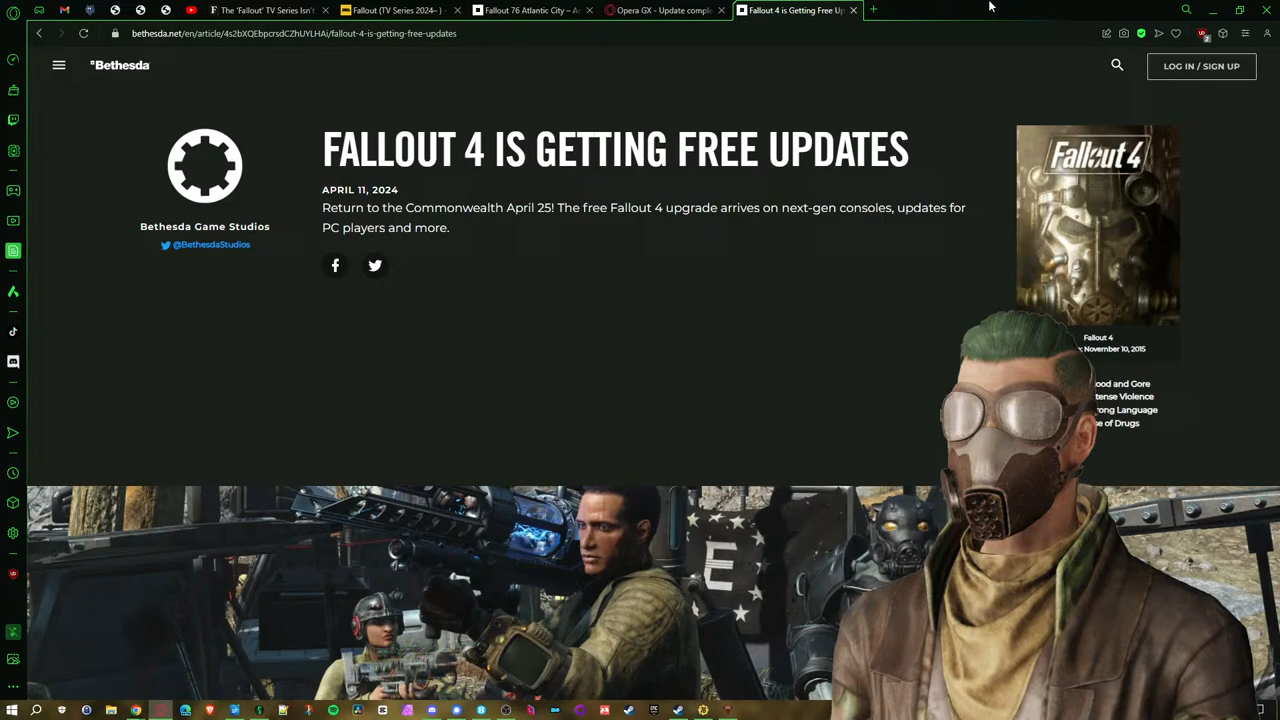 The 'Fallout' TV Series Isn't
Fallout (TV Series 2024– )
Fallout 76 Atlantic City – A
Opera GX - Update comple
Fallout 4 is Getting Free Up
bethesda.net/en/article/4s2bXQEbpcrsdCZhUYLHAi/fallout-4-is-getting-free-updates
Bethesda
LOG IN / SIGN UP
FALLOUT 4 IS GETTING FREE UPDATES
APRIL 11, 2024
Return to the Commonwealth April 25! The free Fallout 4 upgrade arrives on next-gen consoles, updates for
PC players and more.
Bethesda Game Studios
@BethesdaStudios
Fallout 4
Fallout 4
November 10, 2015
ood and Gore
tense Violence
rong Language
se of Drugs
E